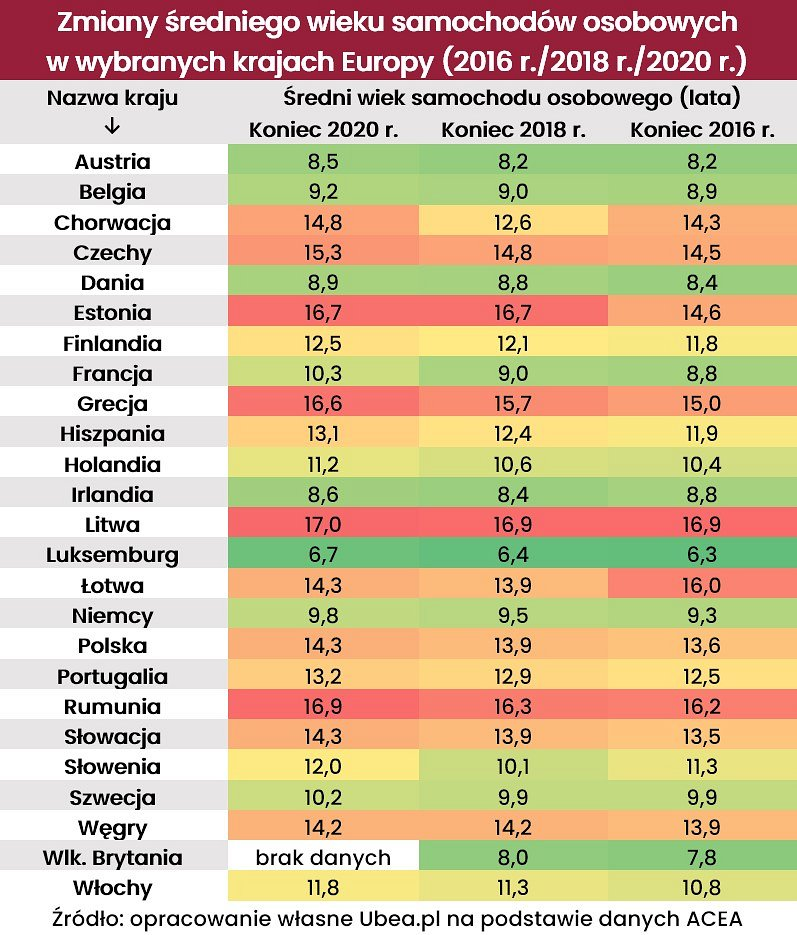 Zmiany średniego wieku samochodów osobowych
w wybranych krajach Europy (2016 r./2018 r./2020 r.)
Nazwa kraju Średni wiek samochodu osobowego (lata)
↓ Koniec 2020 r. Koniec 2018 r. Koniec 2016 r.
Austria 8,5 8,2 8,2
Belgia 9,2 9,0 8,9
Chorwacja 14,8 12,6 14,3
Czechy 15,3 14,8 14,5
Dania 8,9 8,8 8,4
Estonia 16,7 16,7 14,6
Finlandia 12,5 12,1 11,8
Francja 10,3 9,0 8,8
Grecja 16,6 15,7 15,0
Hiszpania 13,1 12,4 11,9
Holandia 11,2 10,6 10,4
Irlandia 8,6 8,4 8,8
Litwa 17,0 16,9 16,9
Luksemburg 6,7 6,4 6,3
Łotwa 14,3 13,9 16,0
Niemcy 9,8 9,5 9,3
Polska 14,3 13,9 13,6
Portugalia 13,2 12,9 12,5
Rumunia 16,9 16,3 16,2
Słowacja 14,3 13,9 13,5
Słowenia 12,0 10,1 11,3
Szwecja 10,2 9,9 9,9
Węgry 14,2 14,2 13,9
Wlk. Brytania brak danych 8,0 7,8
Włochy 11,8 11,3 10,8
Źródło: opracowanie własne Ubea.pl na podstawie danych ACEA